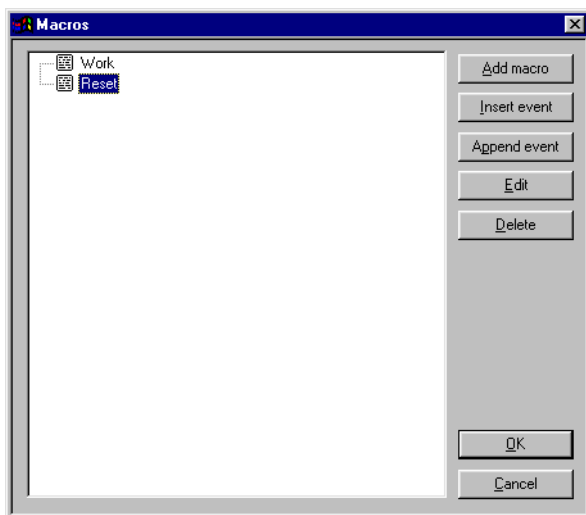 Macros
Work
Reset
Add macro
Insert event
Append event
Edit
Delete
OK
Cancel